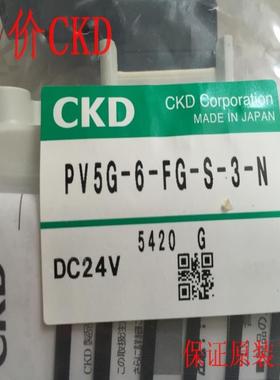 价CKD
CKD
CKD Corporation
MADE IN JAPAN
PV5G-6-FG-S-3-N
5420 G
DC24V
CKD
保证原装